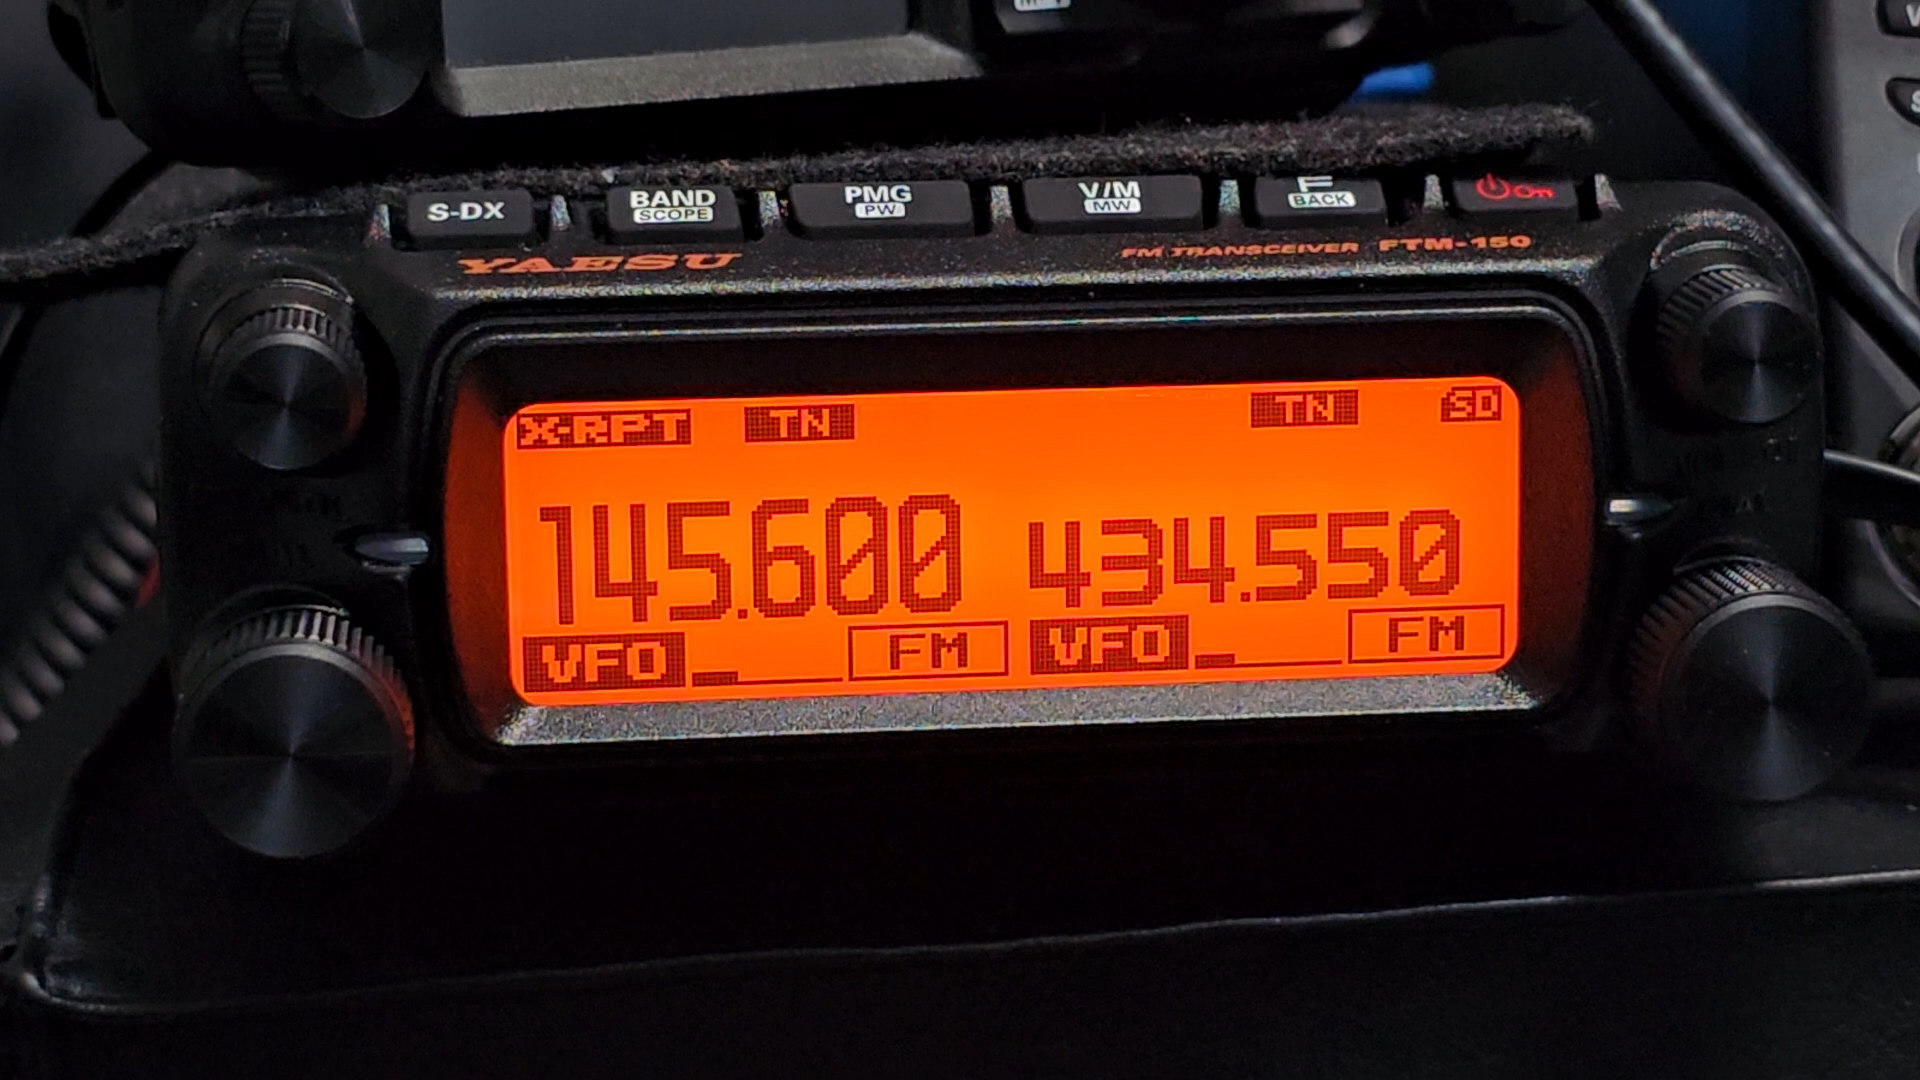 S-DX BAND PMG V/M F On
SCOPE PW MW BACK
YAESU FM TRANSCEIVER FTM-150
X-RPT TN TN SD
145.600 434.550
VFO FM VFO FM